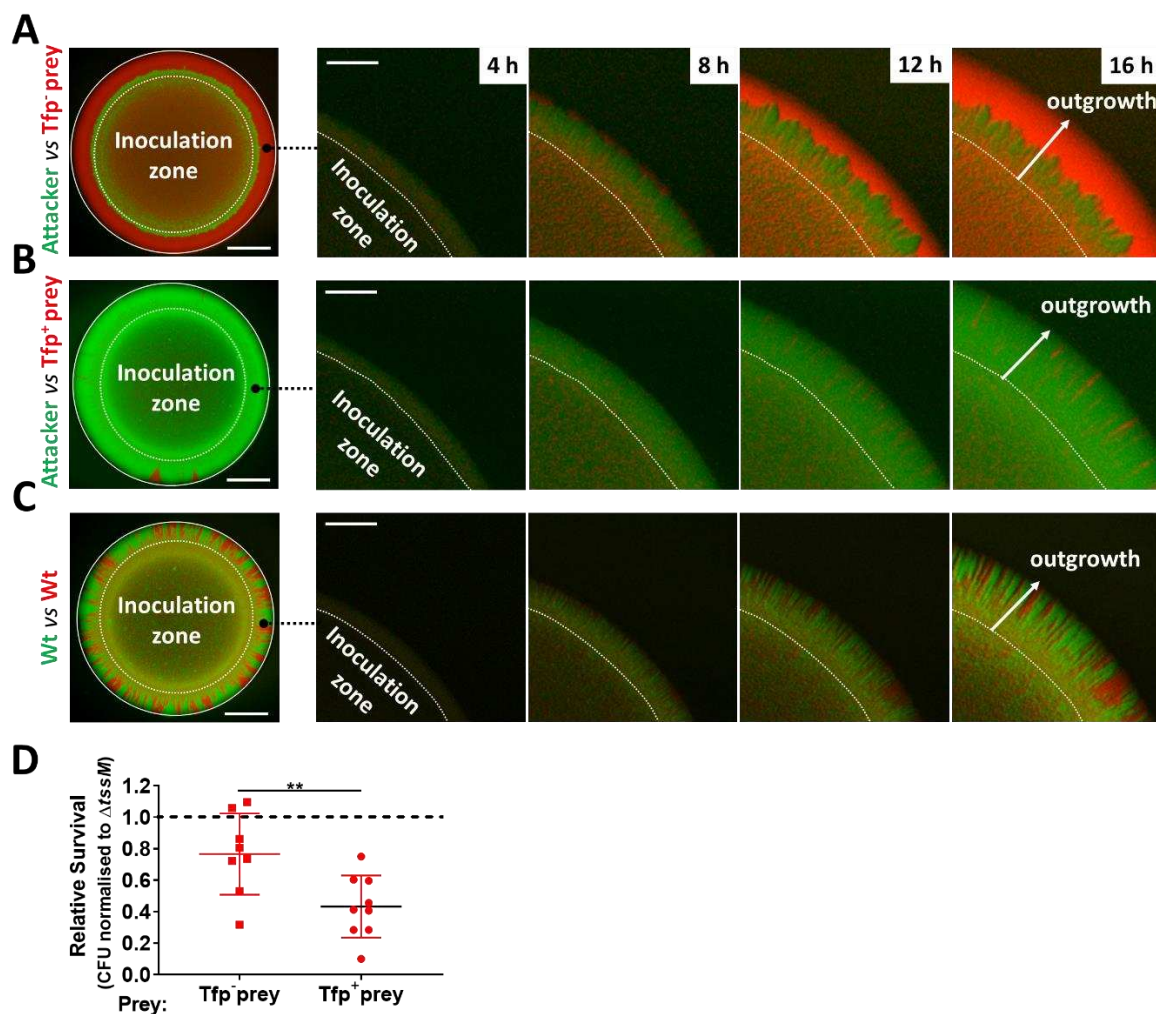 A
Attacker vs Tfp⁻ prey
Inoculation
zone
Inoculation
zone
4 h
8 h
12 h
16 h
outgrowth
B
Attacker vs Tfp⁺ prey
Inoculation
zone
Inoculation
zone
outgrowth
C
Wt vs Wt
Inoculation
zone
Inoculation
zone
outgrowth
D
Relative Survival
(CFU normalised to ΔtssM)
1.2
1.0
0.8
0.6
0.4
0.2
0.0
**
Prey:
Tfp⁻ prey
Tfp⁺ prey